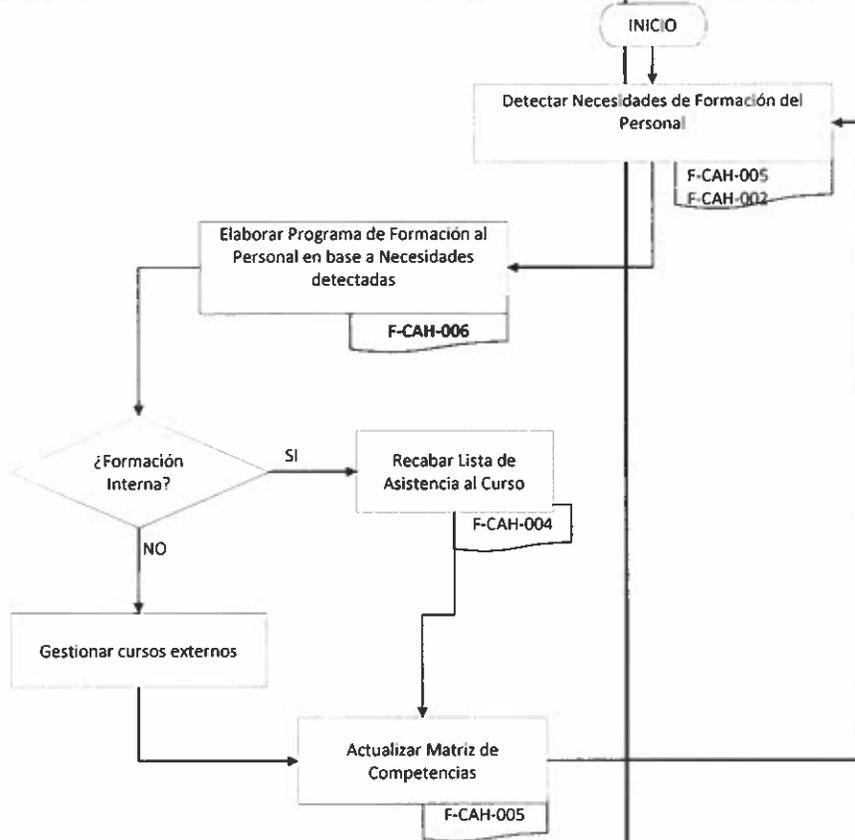 INICIO
Detectar Necesidades de Formación del
Personal
F-CAH-005
F-CAH-002
Elaborar Programa de Formación al
Personal en base a Necesidades
detectadas
F-CAH-006
¿Formación
Interna?
SI
Recabar Lista de
Asistencia al Curso
F-CAH-004
NO
Gestionar cursos externos
Actualizar Matriz de
Competencias
F-CAH-005